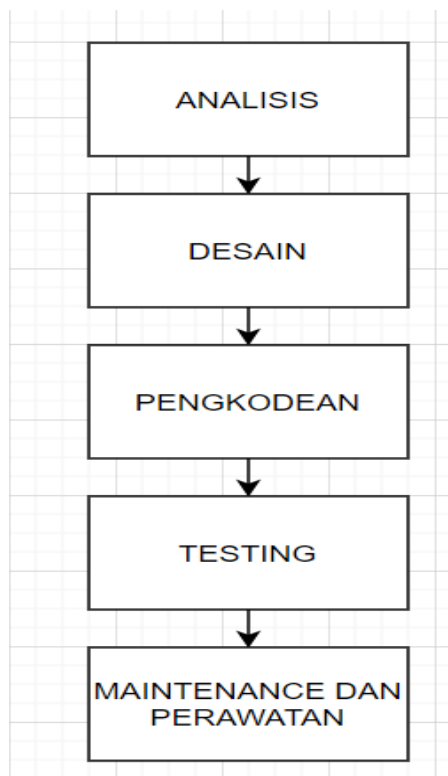 ANALISIS
DESAIN
PENGKODEAN
TESTING
MAINTENANCE DAN
PERAWATAN